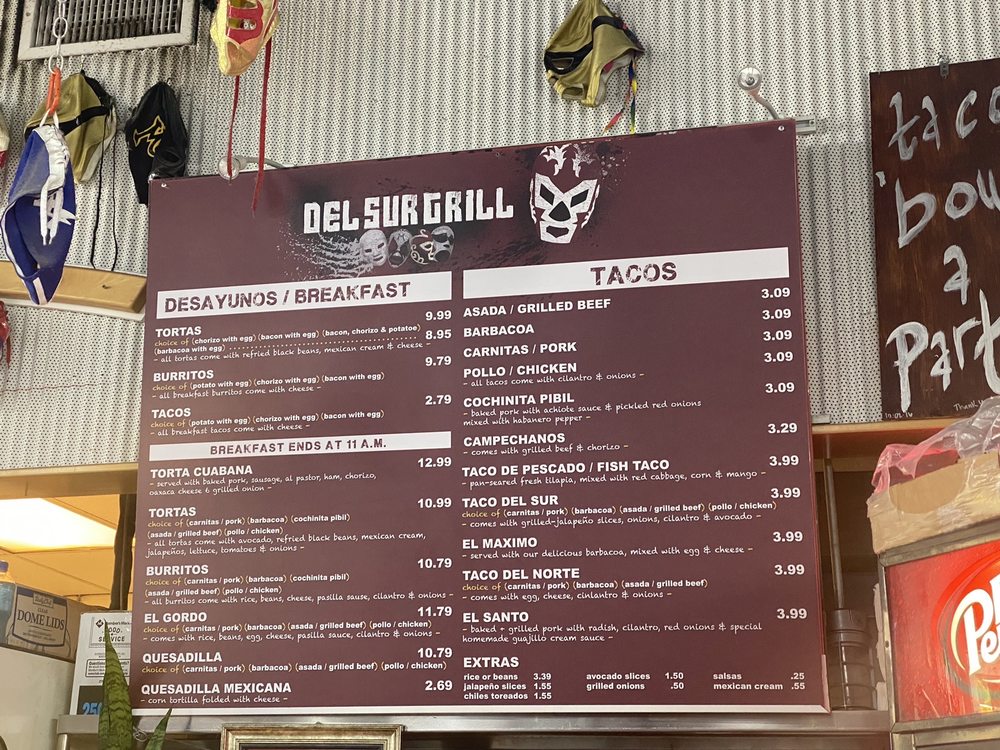 DEL SUR GRILL
DESAYUNOS / BREAKFAST
9.99
TORTAS
choice of (chorizo with egg) (bacon with egg) (bacon, chorizo & potatoe)
(barbacoa with egg) 8.95
- all tortas come with refried black beans, mexican cream & cheese -
BURRITOS 9.79
choice of (potato with egg) (chorizo with egg) (bacon with egg)
- all breakfast burritos come with cheese -
TACOS 2.79
choice of (potato with egg) (chorizo with egg) (bacon with egg)
- all breakfast tacos come with cheese -
BREAKFAST ENDS AT 11 A.M.
TORTA CUBANA 12.99
- served with baked pork, sausage, al pastor, ham, chorizo,
oaxaca cheese & grilled onion -
TORTAS 10.99
choice of (carnitas / pork) (barbacoa) (cochinita pibil)
(asada / grilled beef) (pollo / chicken)
- all tortas come with avocado, refried black beans, mexican cream,
jalapeños, lettuce, tomatoes & onions -
BURRITOS 10.79
choice of (carnitas / pork) (barbacoa) (cochinita pibil)
(asada / grilled beef) (pollo / chicken)
- all burritos come with rice, beans, cheese, pasilla sauce, cilantro & onions -
EL GORDO 11.79
choice of (carnitas / pork) (barbacoa) (asada / grilled beef) (pollo / chicken)
- comes with rice, beans, egg, cheese, pasilla sauce, cilantro & onions -
QUESADILLA 10.79
choice of (carnitas / pork) (barbacoa) (asada / grilled beef) (pollo / chicken)
QUESADILLA MEXICANA 2.69
- corn tortilla folded with cheese -
TACOS
ASADA / GRILLED BEEF 3.09
BARBACOA 3.09
CARNITAS / PORK 3.09
POLLO / CHICKEN 3.09
- all tacos come with cilantro & onions -
COCHINITA PIBIL 3.09
- baked pork with achiote sauce & pickled red onions
mixed with habanero pepper -
CAMPECHANOS 3.29
- comes with grilled beef & chorizo -
TACO DE PESCADO / FISH TACO 3.99
- pan-seared fresh tilapia, mixed with red cabbage, corn & mango -
TACO DEL SUR 3.99
choice of (carnitas / pork) (barbacoa) (asada / grilled beef) (pollo / chicken)
- comes with grilled-jalapeño slices, onions, cilantro & avocado -
EL MAXIMO 3.99
- served with our delicious barbacoa, mixed with egg & cheese -
TACO DEL NORTE 3.99
choice of (carnitas / pork) (barbacoa) (asada / grilled beef)
- comes with egg, cheese, cinlantro & onions -
EL SANTO 3.99
- baked + grilled pork with radish, cilantro, red onions & special
homemade guajillo cream sauce -
EXTRAS
rice or beans 3.39 avocado slices 1.50 salsas .25
jalapeño slices 1.55 grilled onions .50 mexican cream .55
chiles toreados 1.55
taco
'bou
a
Part
DOME LIDS
SERVICE
Pe